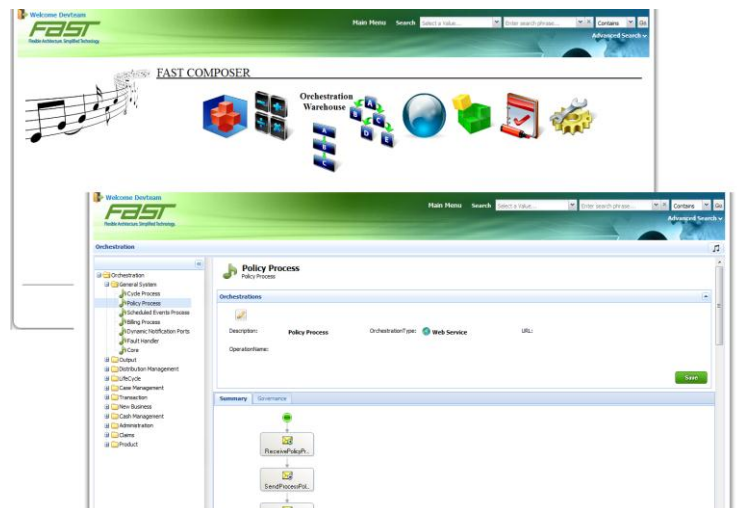 Welcome Devteam
FAST
Flexible Architecture. Simplified Technology.
Main Menu Search Select a Value... Enter search phrase... Contains Go
Advanced Search
FAST COMPOSER
Orchestration
Warehouse
A
B
C
A
B
C
D
E
Welcome Devteam
FAST
Flexible Architecture. Simplified Technology.
Main Menu Search Select a Value... Enter search phrase... Contains Go
Advanced Search
Orchestration
Orchestration
General System
Cycle Process
Policy Process
Scheduled Events Process
Billing Process
Dynamic Notification Ports
Fault Handler
Core
Output
Distribution Management
LifeCycle
Case Management
Transaction
New Business
Cash Management
Administration
Claims
Product
Policy Process
Policy Process
Orchestrations
Description: Policy Process OrchestrationType: Web Service URL:
OperationName:
Save
Summary Governance
ReceivePolicyPr..
SendProcessPol..